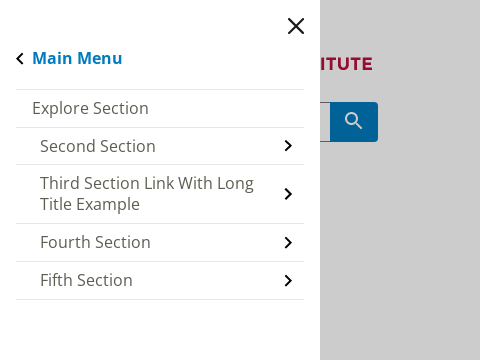 Main Menu
ITUTE
Explore Section
Second Section
Third Section Link With Long
Title Example
Fourth Section
Fifth Section